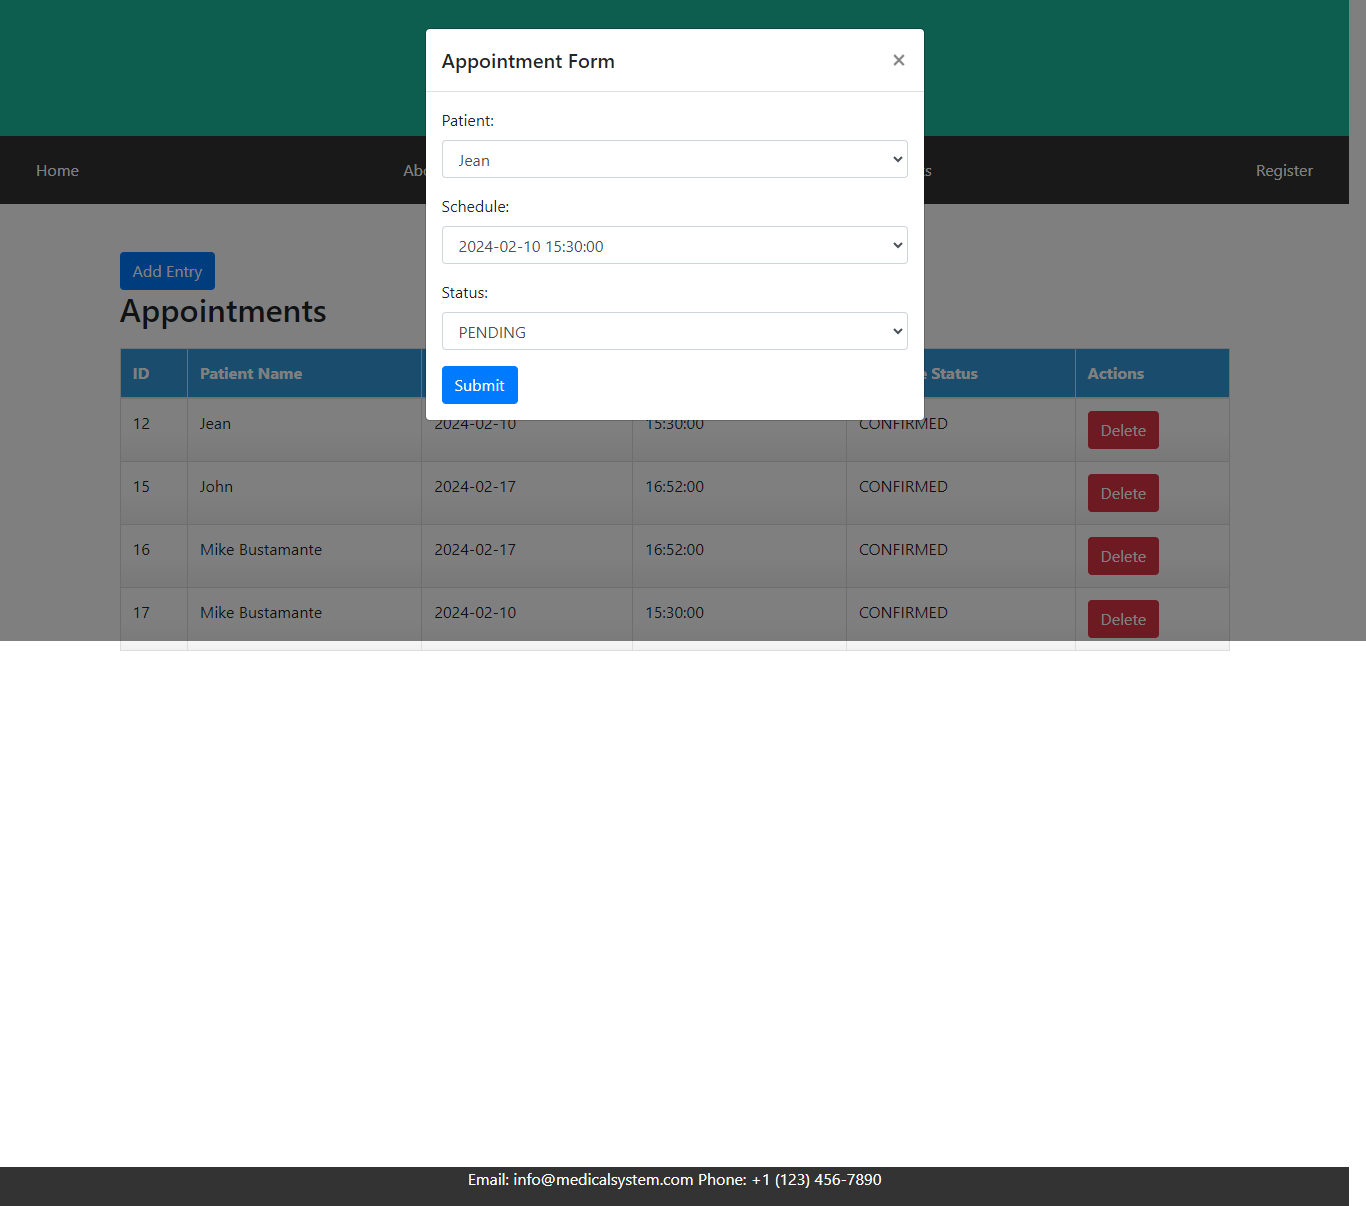 Appointment Form ×
Patient:
Jean
Home Register
Schedule:
2024-02-10 15:30:00
Add Entry
Status:
Appointments
PENDING
ID Patient Name Status Actions
Submit
12 Jean 2024-02-10 15:30:00 CONFIRMED Delete
15 John 2024-02-17 16:52:00 CONFIRMED Delete
16 Mike Bustamante 2024-02-17 16:52:00 CONFIRMED Delete
17 Mike Bustamante 2024-02-10 15:30:00 CONFIRMED Delete
Email: info@medicalsystem.com Phone: +1 (123) 456-7890